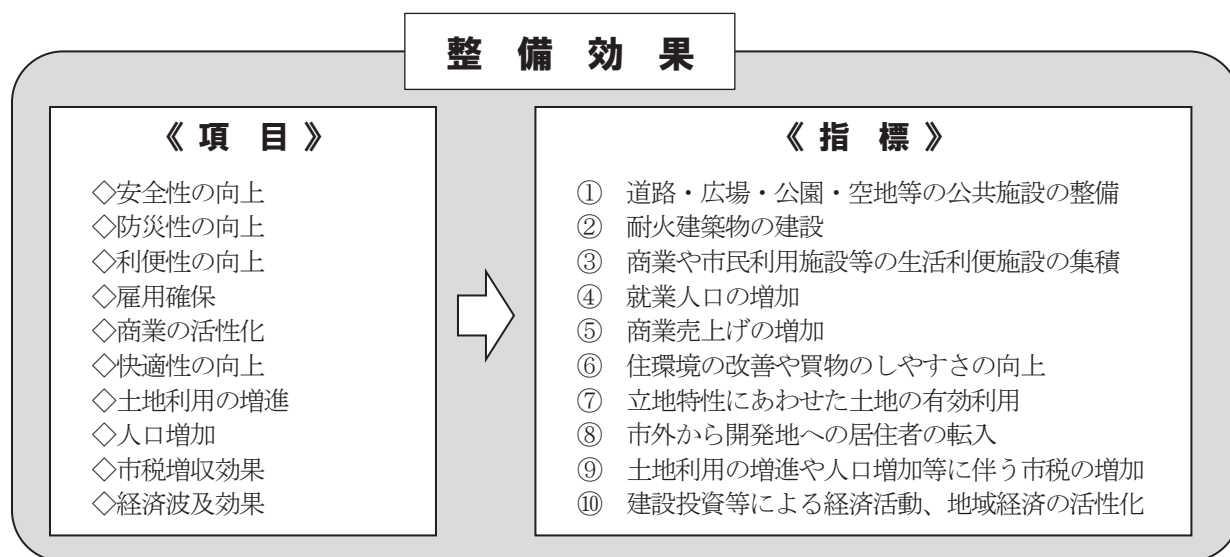 整備効果
《項目》
◇安全性の向上
◇防災性の向上
◇利便性の向上
◇雇用確保
◇商業の活性化
◇快適性の向上
◇土地利用の増進
◇人口増加
◇市税増収効果
◇経済波及効果
《指標》
① 道路・広場・公園・空地等の公共施設の整備
② 耐火建築物の建設
③ 商業や市民利用施設等の生活利便施設の集積
④ 就業人口の増加
⑤ 商業売上げの増加
⑥ 住環境の改善や買物のしやすさの向上
⑦ 立地特性にあわせた土地の有効利用
⑧ 市外から開発地への居住者の転入
⑨ 土地利用の増進や人口増加等に伴う市税の増加
⑩ 建設投資等による経済活動、地域経済の活性化